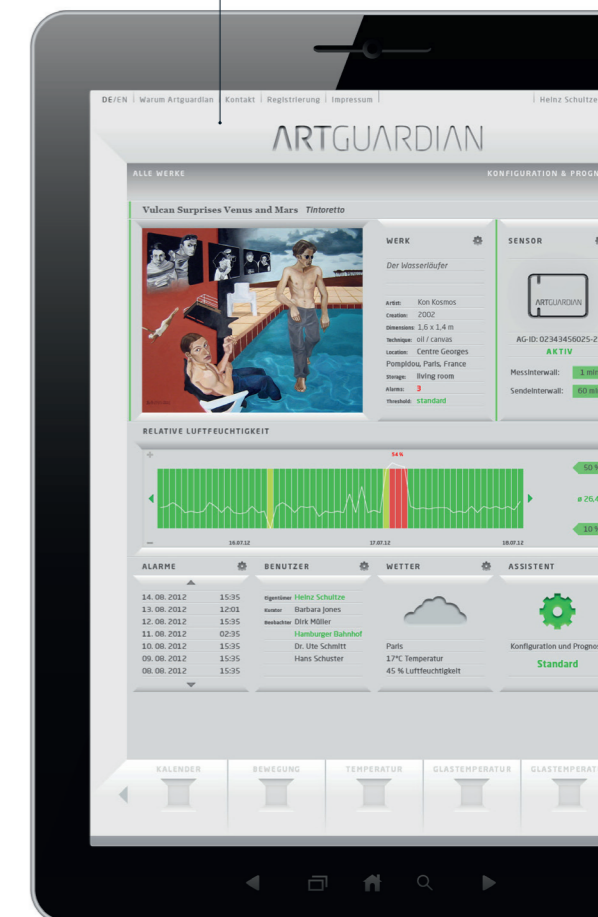 DE/EN Warum Artguardian Kontakt Registrierung Impressum Heinz Schultze
ARTGUARDIAN
ALLE WERKE KONFIGURATION & PROGN
Vulcan Surprises Venus and Mars Tintoretto
WERK
Der Wasserläufer
Artist: Kon Kosmos
Creation: 2002
Dimensions: 1,6 x 1,4 m
Technique: oil / canvas
Location: Centre Georges
Pompidou, Paris, France
Storage: living room
Alarms: 3
Threshold: standard
SENSOR
ARTGUARDIAN
AG-ID: 02343456025-2
AKTIV
Messinterwall: 1 min
Sendeinterwall: 60 mi
RELATIVE LUFTFEUCHTIGKEIT
54 %
50 %
ø 26,4
10 %
16.07.12 17.07.12 18.07.12
ALARME
14. 08. 2012 15:35
13. 08. 2012 12:01
12. 08. 2012 15:35
11. 08. 2012 02:35
10. 08. 2012 15:35
09. 08. 2012 15:35
08. 08. 2012 15:35
BENUTZER
Eigentümer Heinz Schultze
Kurator Barbara Jones
Beobachter Dirk Müller
Hamburger Bahnhof
Dr. Ute Schmitt
Hans Schuster
WETTER
Paris
17°C Temperatur
45 % Luftfeuchtigkeit
ASSISTENT
Konfiguration und Prognos
Standard
KALENDER BEWEGUNG TEMPERATUR GLASTEMPERATUR GLASTEMPERAT